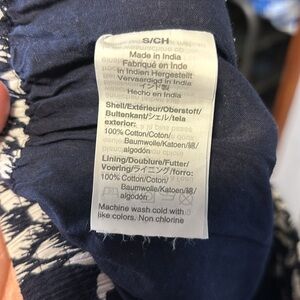 S/CH
Made in India
Fabriqué en Inde
In Indien Hergestellt
Vervaardigd in India
インド製
Hecho en India
Shell/Extérieur/Oberstoff/
Buitenkant/シェル/tela
exterior:
100% Cotton/Coton/
Baumwolle/Katoen/綿/
algodón
Lining/Doublure/Futter/
Voering/ライニング/forro:
100% Cotton/Coton/
Baumwolle/Katoen/綿/
algodón
Machine wash cold with
like colors. Non chlorine